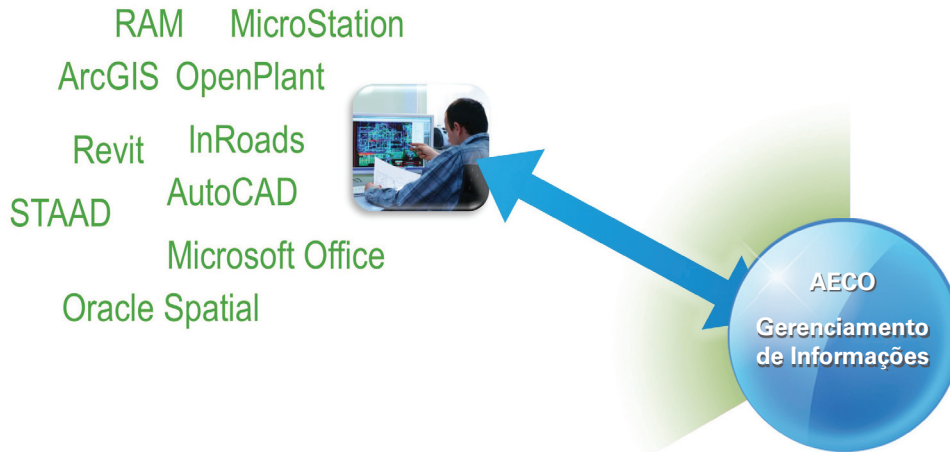 RAM MicroStation
ArcGIS OpenPlant
Revit InRoads
STAAD AutoCAD
Microsoft Office
Oracle Spatial
AECO
Gerenciamento
de Informações